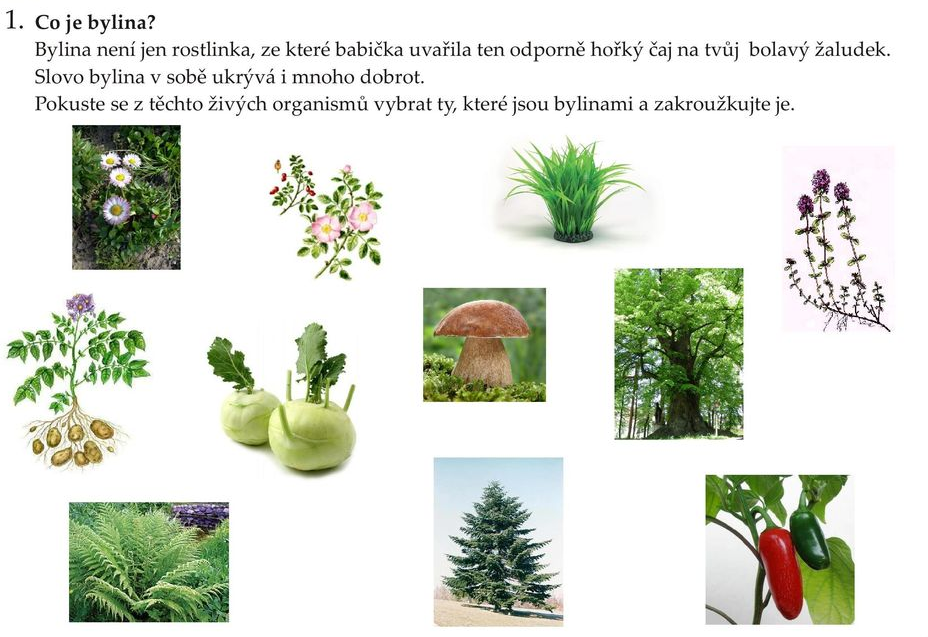 1. Co je bylina?
Bylina není jen rostlinka, ze které babička uvařila ten odporně hořký čaj na tvůj bolavý žaludek.
Slovo bylina v sobě ukrývá i mnoho dobrot.
Pokuste se z těchto živých organismů vybrat ty, které jsou bylinami a zakroužkujte je.